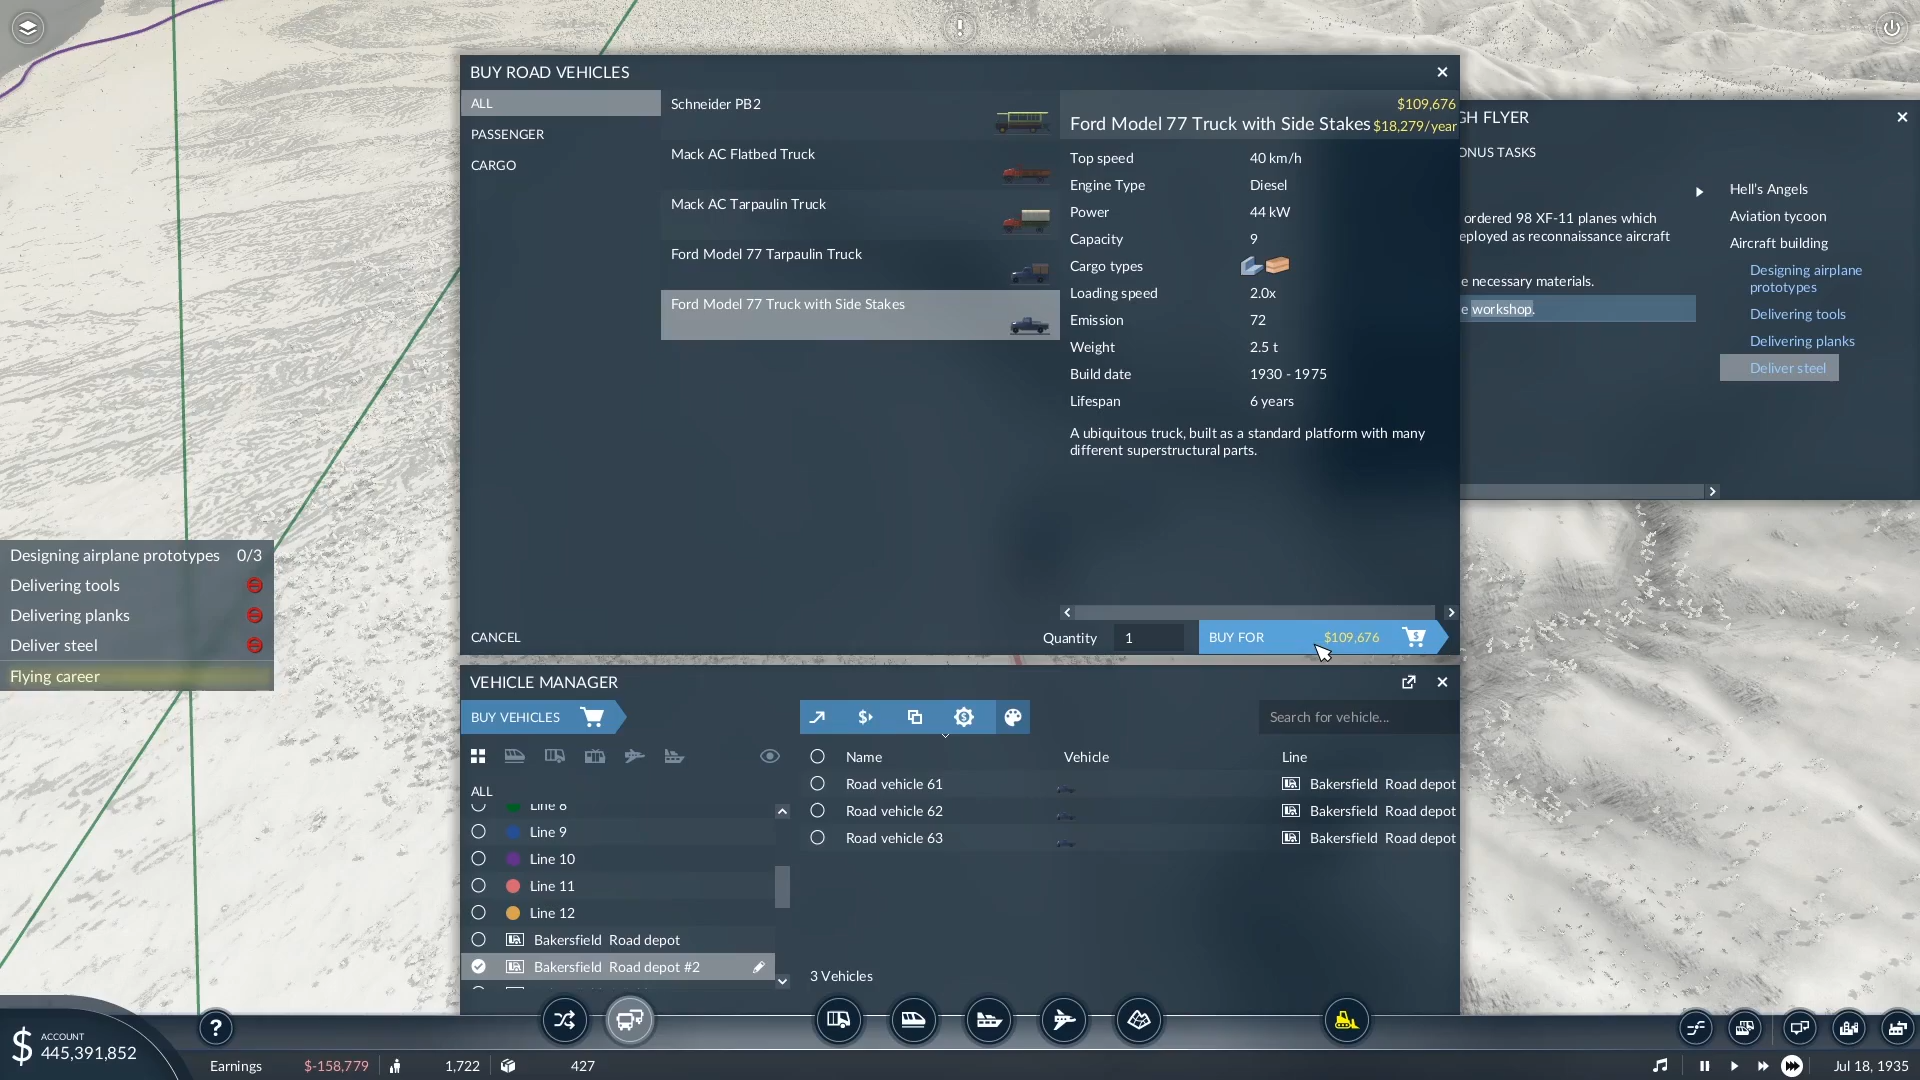 BUY ROAD VEHICLES
ALL
PASSENGER
CARGO
Schneider PB2
Mack AC Flatbed Truck
Mack AC Tarpaulin Truck
Ford Model 77 Tarpaulin Truck
Ford Model 77 Truck with Side Stakes
$109,676
Ford Model 77 Truck with Side Stakes $18,279/year
Top speed 40 km/h
Engine Type Diesel
Power 44 kW
Capacity 9
Cargo types
Loading speed 2.0x
Emission 72
Weight 2.5 t
Build date 1930 - 1975
Lifespan 6 years
A ubiquitous truck, built as a standard platform with many
different superstructural parts.
CANCEL
Quantity 1
BUY FOR $109,676
GH FLYER
ONUS TASKS
ordered 98 XF-11 planes which
eployed as reconnaissance aircraft
e necessary materials.
e workshop.
Hell's Angels
Aviation tycoon
Aircraft building
Designing airplane
prototypes
Delivering tools
Delivering planks
Deliver steel
Designing airplane prototypes 0/3
Delivering tools
Delivering planks
Deliver steel
Flying career
VEHICLE MANAGER
BUY VEHICLES
Search for vehicle...
ALL
Line 8
Line 9
Line 10
Line 11
Line 12
Bakersfield Road depot
Bakersfield Road depot #2
Name Vehicle Line
Road vehicle 61 Bakersfield Road depot
Road vehicle 62 Bakersfield Road depot
Road vehicle 63 Bakersfield Road depot
3 Vehicles
$ ACCOUNT
445,391,852
?
Earnings $-158,779 1,722 427
Jul 18, 1935